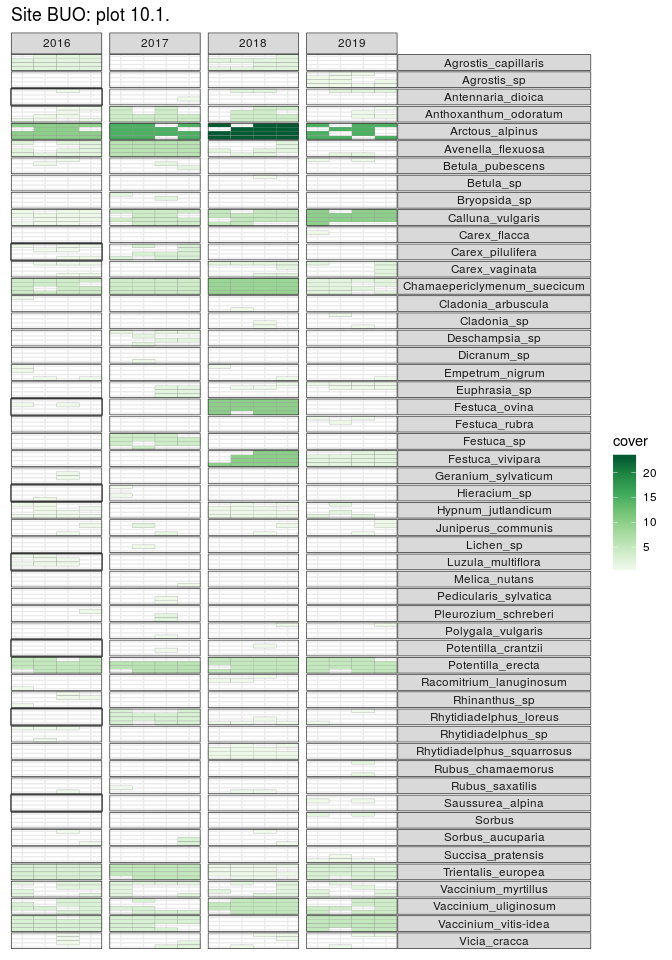 Site BUO: plot 10.1.
2016 2017 2018 2019
Agrostis_capillaris
Agrostis_sp
Antennaria_dioica
Anthoxanthum_odoratum
Arctous_alpinus
Avenella_flexuosa
Betula_pubescens
Betula_sp
Bryopsida_sp
Calluna_vulgaris
Carex_flacca
Carex_pilulifera
Carex_vaginata
Chamaepericlymenum_suecicum
Cladonia_arbuscula
Cladonia_sp
Deschampsia_sp
Dicranum_sp
Empetrum_nigrum
Euphrasia_sp
Festuca_ovina
Festuca_rubra
Festuca_sp
Festuca_vivipara
Geranium_sylvaticum
Hieracium_sp
Hypnum_jutlandicum
Juniperus_communis
Lichen_sp
Luzula_multiflora
Melica_nutans
Pedicularis_sylvatica
Pleurozium_schreberi
Polygala_vulgaris
Potentilla_crantzii
Potentilla_erecta
Racomitrium_lanuginosum
Rhinanthus_sp
Rhytidiadelphus_loreus
Rhytidiadelphus_sp
Rhytidiadelphus_squarrosus
Rubus_chamaemorus
Rubus_saxatilis
Saussurea_alpina
Sorbus
Sorbus_aucuparia
Succisa_pratensis
Trientalis_europea
Vaccinium_myrtillus
Vaccinium_uliginosum
Vaccinium_vitis-idea
Vicia_cracca
cover
20
15
10
5